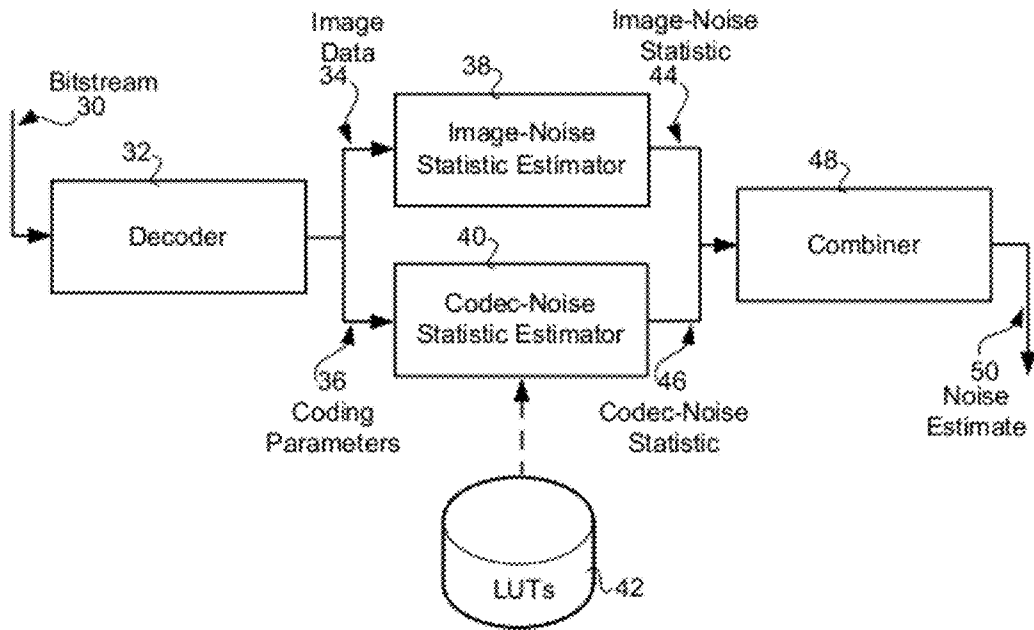 Bitstream
30
32
Decoder
Image
Data
34
38
Image-Noise
Statistic Estimator
Image-Noise
Statistic
44
40
Codec-Noise
Statistic Estimator
36
Coding
Parameters
46
Codec-Noise
Statistic
48
Combiner
50
Noise
Estimate
LUTs
42